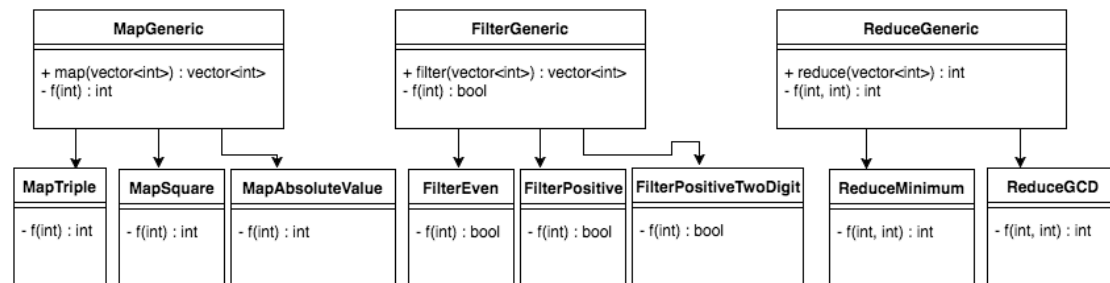 MapGeneric
+ map(vector<int>) : vector<int>
- f(int) : int
FilterGeneric
+ filter(vector<int>) : vector<int>
- f(int) : bool
ReduceGeneric
+ reduce(vector<int>) : int
- f(int, int) : int
MapTriple
- f(int) : int
MapSquare
- f(int) : int
MapAbsoluteValue
- f(int) : int
FilterEven
- f(int) : bool
FilterPositive
- f(int) : bool
FilterPositiveTwoDigit
- f(int) : bool
ReduceMinimum
- f(int, int) : int
ReduceGCD
- f(int, int) : int